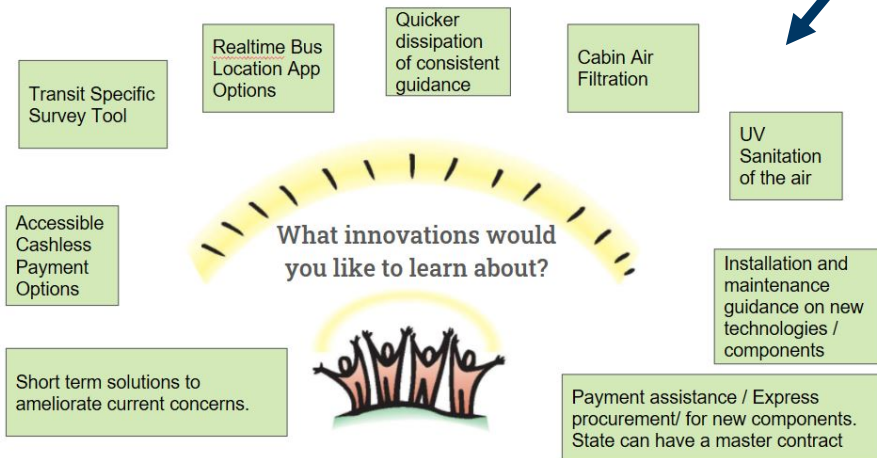 Quicker
dissipation
of consistent
guidance
Realtime Bus
Location App
Options
Cabin Air
Filtration
Transit Specific
Survey Tool
UV
Sanitation
of the air
Accessible
Cashless
Payment
Options
What innovations would
you like to learn about?
Installation and
maintenance
guidance on new
technologies /
components
Short term solutions to
ameliorate current concerns.
Payment assistance / Express
procurement/ for new components.
State can have a master contract